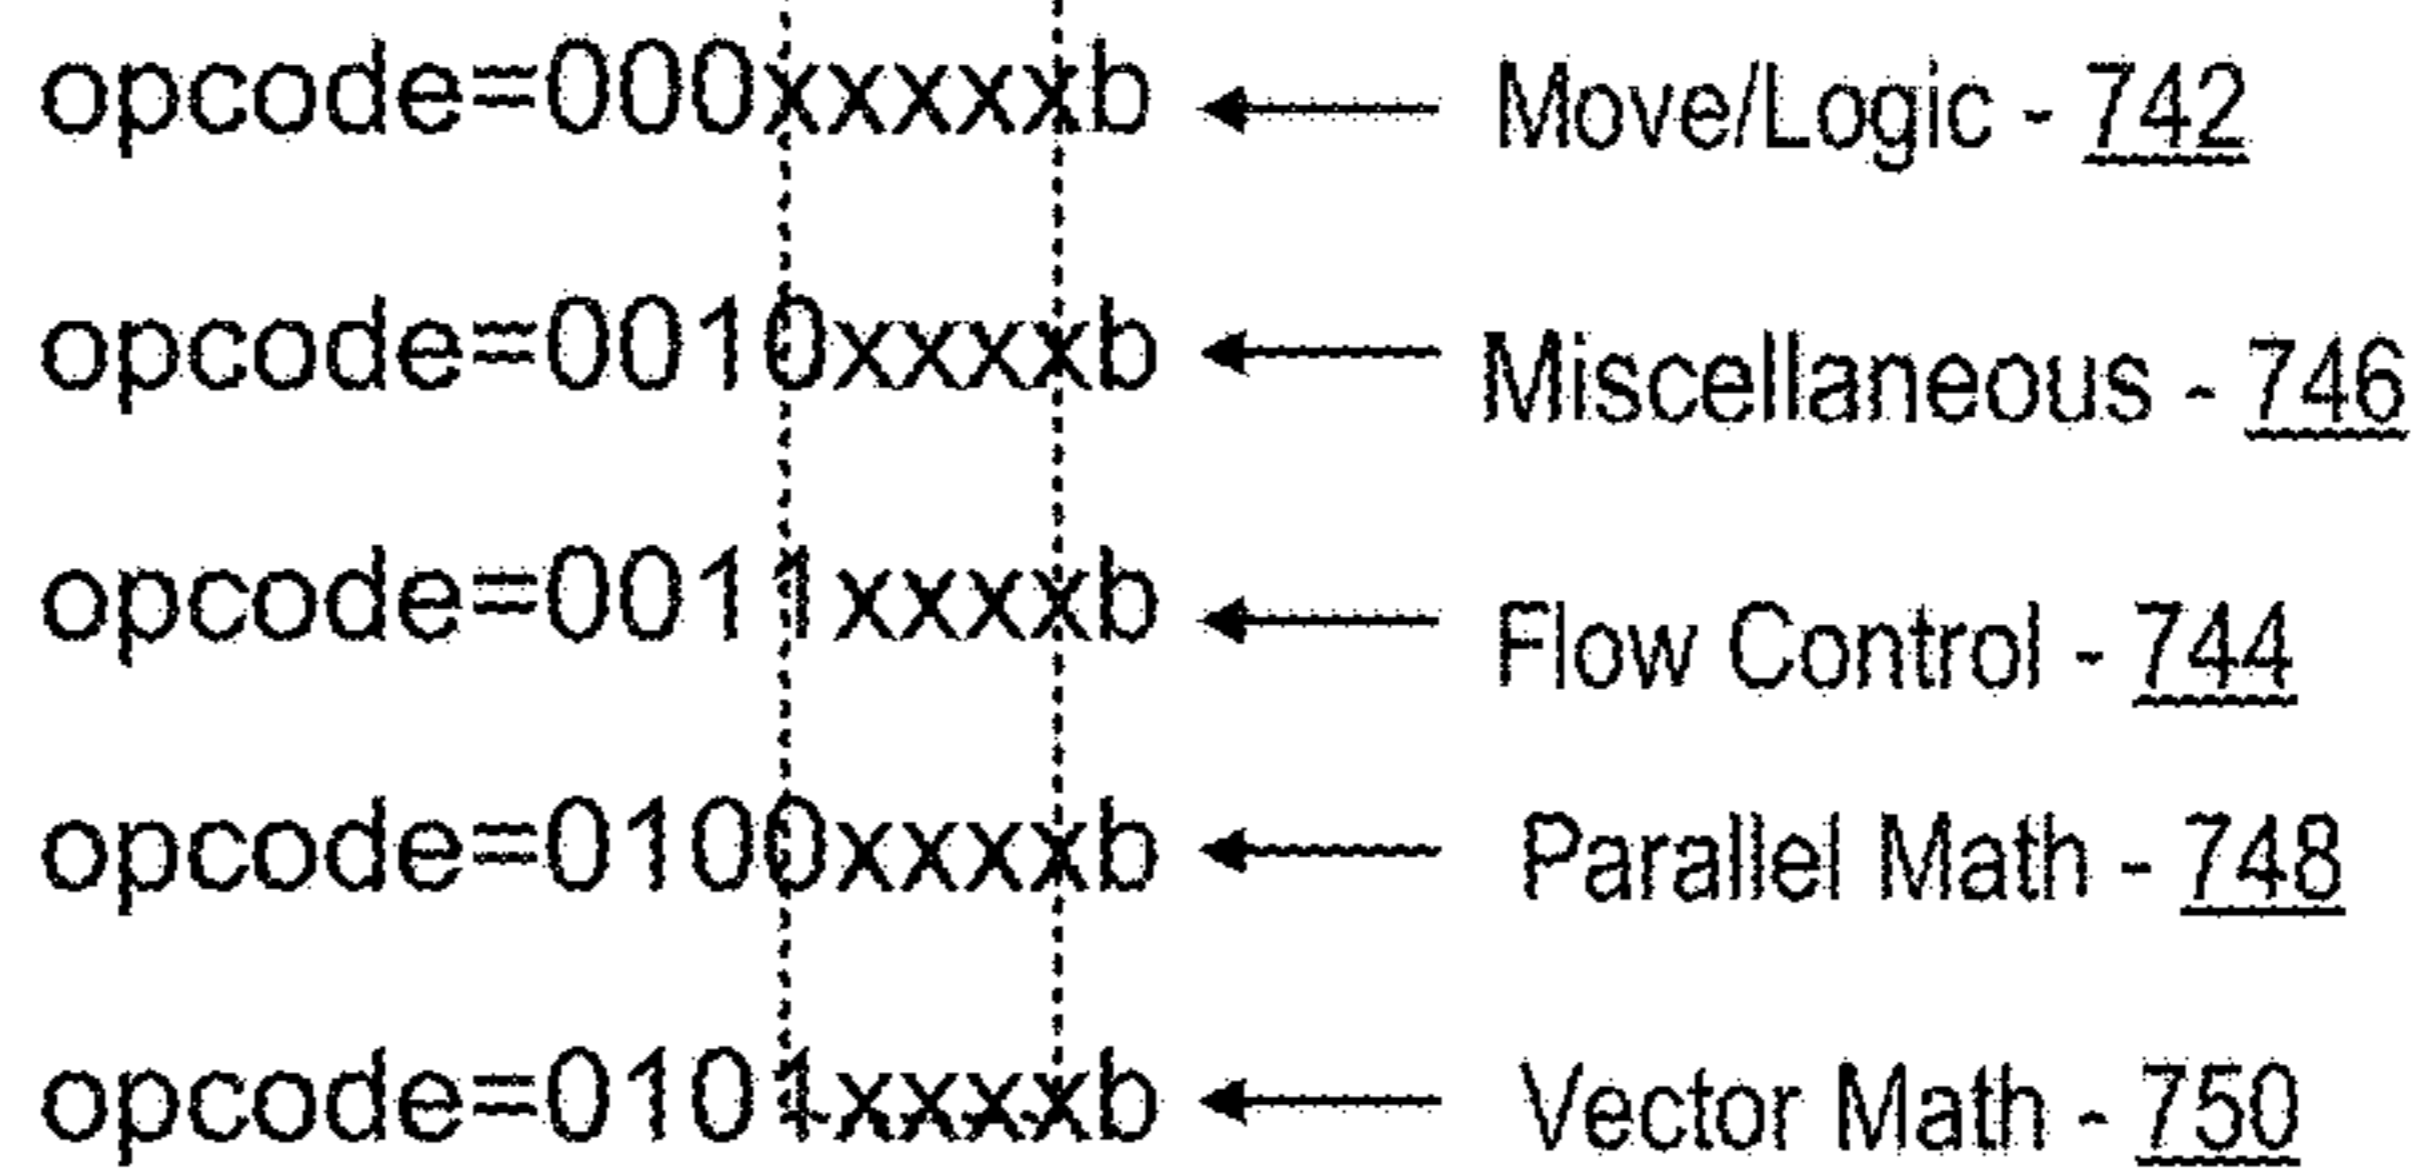 opcode=000xxxxxb ← Move/Logic - 742
opcode=0010xxxxb ← Miscellaneous - 746
opcode=0011xxxxb ← Flow Control - 744
opcode=0100xxxxb ← Parallel Math - 748
opcode=0101xxxxb ← Vector Math - 750